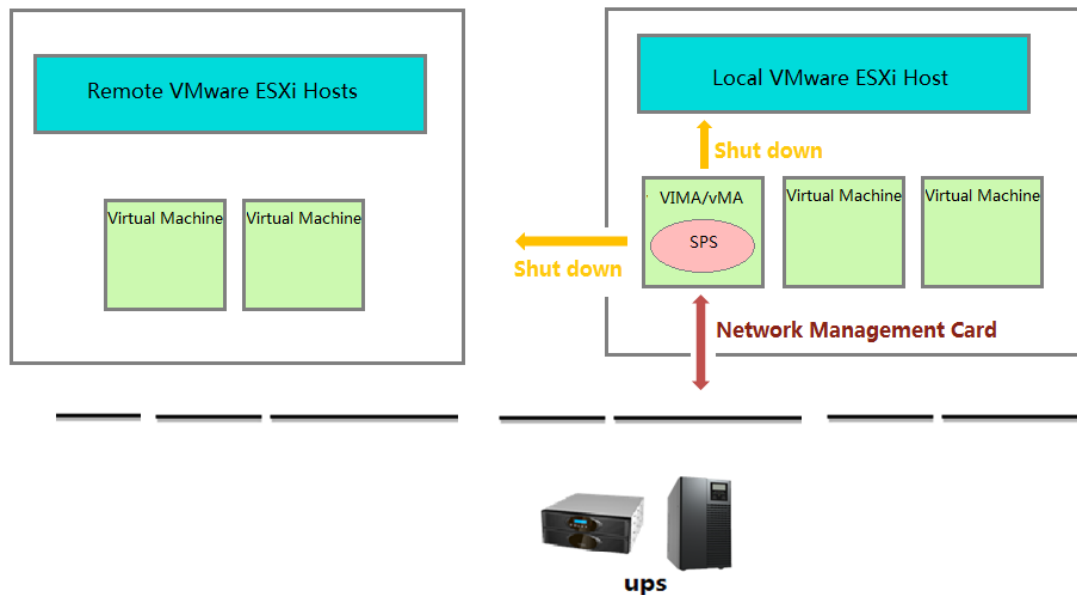 Remote VMware ESXi Hosts
Virtual Machine
Virtual Machine
Local VMware ESXi Host
Shut down
VIMA/vMA
SPS
Virtual Machine
Virtual Machine
Shut down
Network Management Card
ups